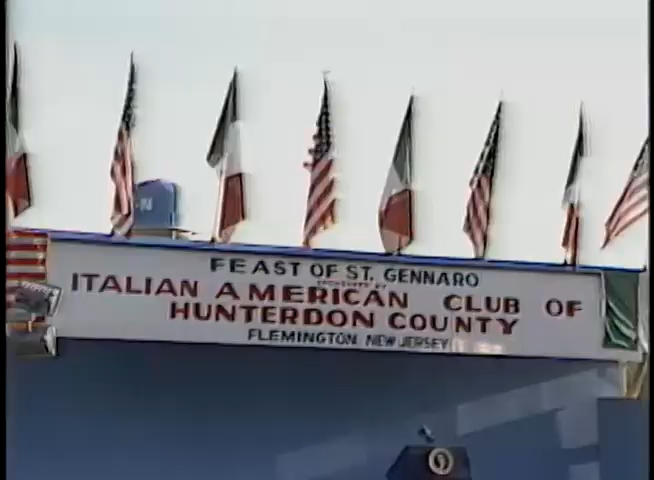 FEAST OF ST. GENNARO
SPONSORED BY
ITALIAN AMERICAN CLUB OF
HUNTERDON COUNTY
FLEMINGTON NEW JERSEY